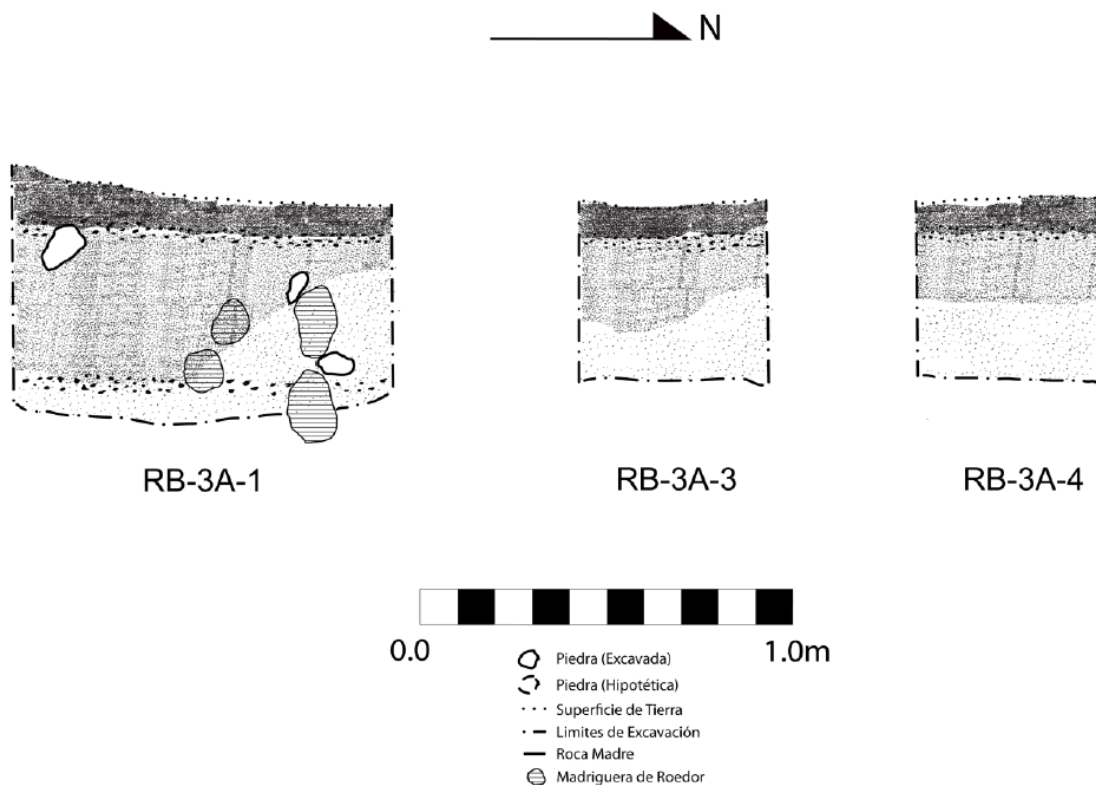 N
RB-3A-1 RB-3A-3 RB-3A-4
0.0 1.0m
Piedra (Excavada)
Piedra (Hipotética)
Superficie de Tierra
Limites de Excavación
Roca Madre
Madriguera de Roedor